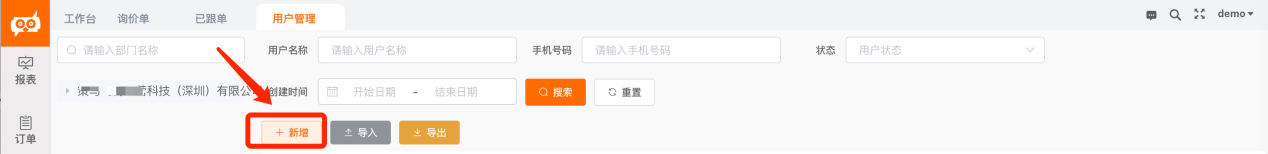 工作台 询价单 已跟单 用户管理 demo
请输入部门名称 用户名称 请输入用户名称 手机号码 请输入手机号码 状态 用户状态
报表
科技（深圳）有限公 创建时间 开始日期 - 结束日期 搜索 重置
订单
+ 新增 导入 导出